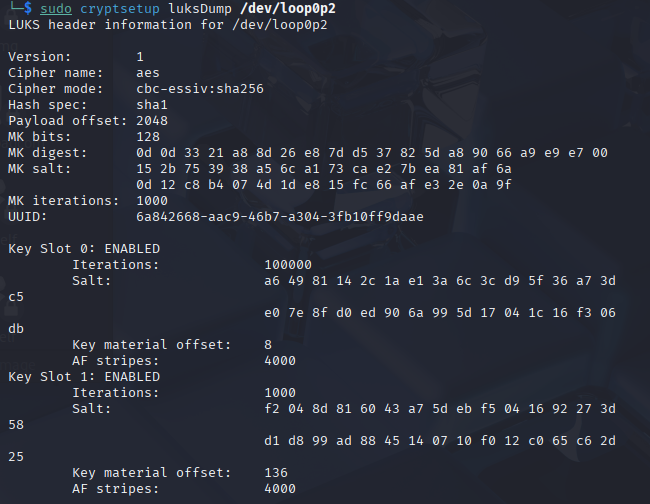 └─$ sudo cryptsetup luksDump /dev/loop0p2
LUKS header information for /dev/loop0p2
Version: 1
Cipher name: aes
Cipher mode: cbc-essiv:sha256
Hash spec: sha1
Payload offset: 2048
MK bits: 128
MK digest: 0d 0d 33 21 a8 8d 26 e8 7d d5 37 82 5d a8 90 66 a9 e9 e7 00
MK salt: 15 2b 75 39 38 a5 6c a1 73 ca e2 7b ea 81 af 6a
0d 12 c8 b4 07 4d 1d e8 15 fc 66 af e3 2e 0a 9f
MK iterations: 1000
UUID: 6a842668-aac9-46b7-a304-3fb10ff9daae
Key Slot 0: ENABLED
Iterations: 100000
Salt: a6 49 81 14 2c 1a e1 3a 6c 3c d9 5f 36 a7 3d
c5
e0 7e 8f d0 ed 90 6a 99 5d 17 04 1c 16 f3 06
db
Key material offset: 8
AF stripes: 4000
Key Slot 1: ENABLED
Iterations: 1000
Salt: f2 04 8d 81 60 43 a7 5d eb f5 04 16 92 27 3d
58
d1 d8 99 ad 88 45 14 07 10 f0 12 c0 65 c6 2d
25
Key material offset: 136
AF stripes: 4000